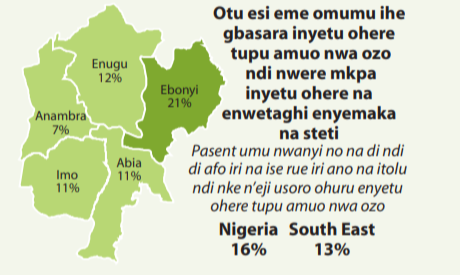 Otu esi eme omumu ihe
gbasara inyetu ohere
tupu amuo nwa ozo
ndi nwere mkpa
inyetu ohere na
enwetaghi enyemaka
na steti
Pasent umu nwanyi no na di ndi
di afo iri na ise rue iri ano na itolu
ndi nke n'eji usoro ohuru enyetu
ohere tupu amuo nwa ozo
Nigeria South East
16% 13%
Enugu
12%
Ebonyi
21%
Anambra
7%
Imo
11%
Abia
11%